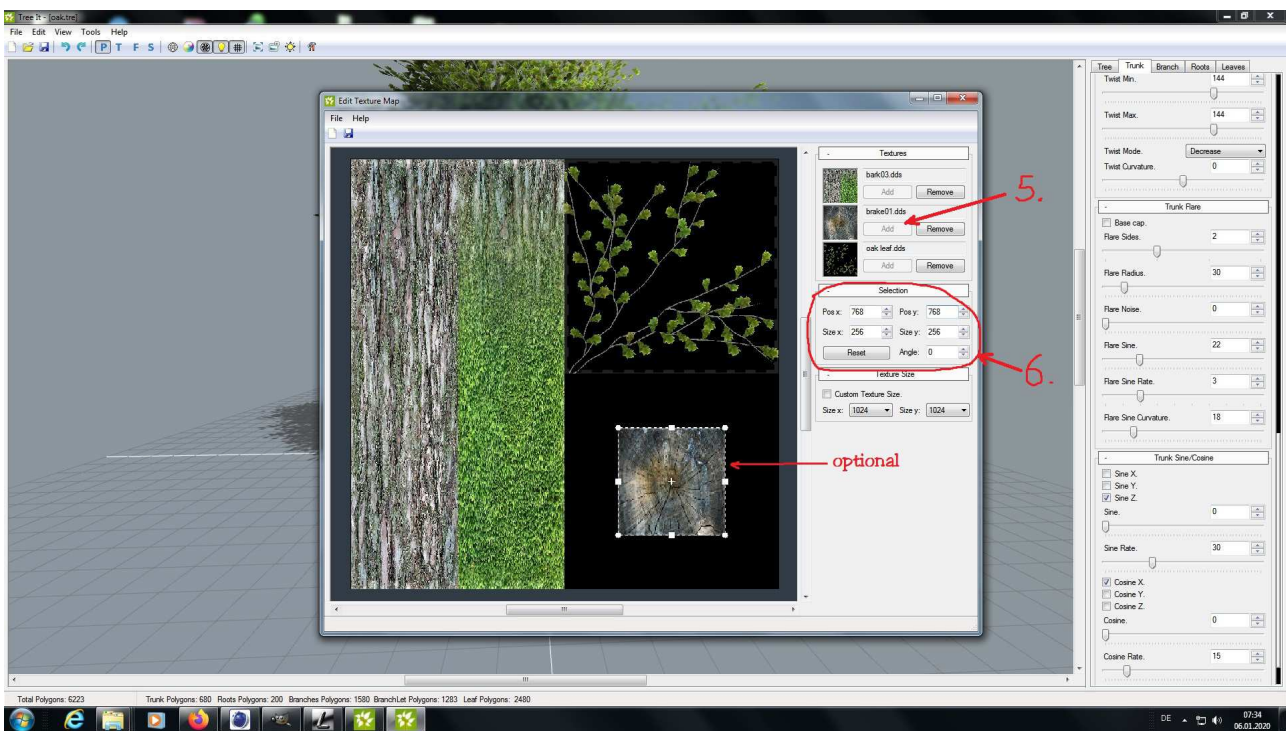 Tree It - [oak.tre]
File Edit View Tools Help
P T F S
Tree Trunk Branch Roots Leaves
Twist Min. 144
Twist Max. 144
Twist Mode. Decrease
Twist Curvature. 0
- Trunk Flare
Base cap.
Flare Sides. 2
Flare Radius. 30
Flare Noise. 0
Flare Sine. 22
Flare Sine Rate. 3
Flare Sine Curvature. 18
- Trunk Sine/Cosine
Sine X.
Sine Y.
Sine Z.
Sine. 0
Sine Rate. 30
Cosine X.
Cosine Y.
Cosine Z.
Cosine. 0
Cosine Rate. 15
Edit Texture Map
File Help
- Textures
bark03.dds
Add Remove
brake01.dds
Add Remove
oak leaf.dds
Add Remove
5.
- Selection
Pos x: 768 Pos y: 768
Size x: 256 Size y: 256
Reset Angle: 0
6.
- Texture Size
Custom Texture Size.
Size x: 1024 Size y: 1024
optional
Total Polygons: 6223 Trunk Polygons: 680 Roots Polygons: 200 Branches Polygons: 1580 BranchLet Polygons: 1283 Leaf Polygons: 2480
DE 07:34
06.01.2020